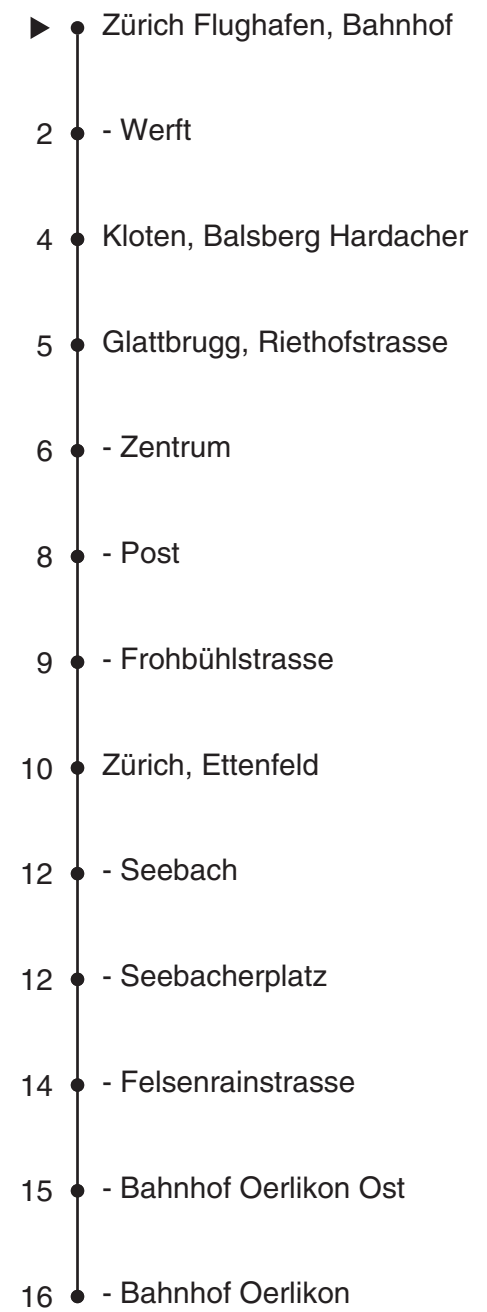 Zürich Flughafen, Bahnhof
2 - Werft
4 Kloten, Balsberg Hardacher
5 Glattbrugg, Riethofstrasse
6 - Zentrum
8 - Post
9 - Frohbühlstrasse
10 Zürich, Ettenfeld
12 - Seebach
12 - Seebacherplatz
14 - Felsenrainstrasse
15 - Bahnhof Oerlikon Ost
16 - Bahnhof Oerlikon